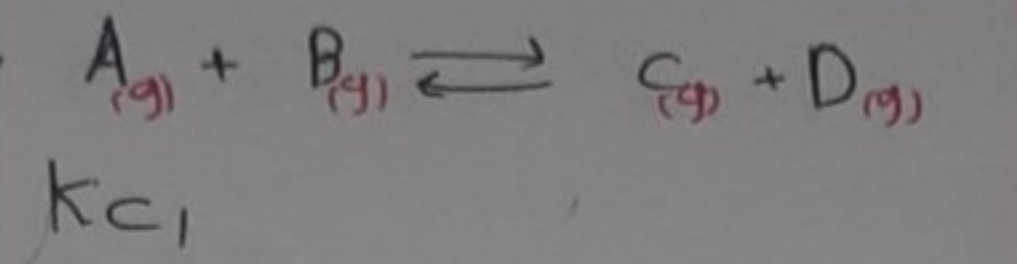 A(g) + B(g) ⇌ C(g) + D(g)
Kc₁